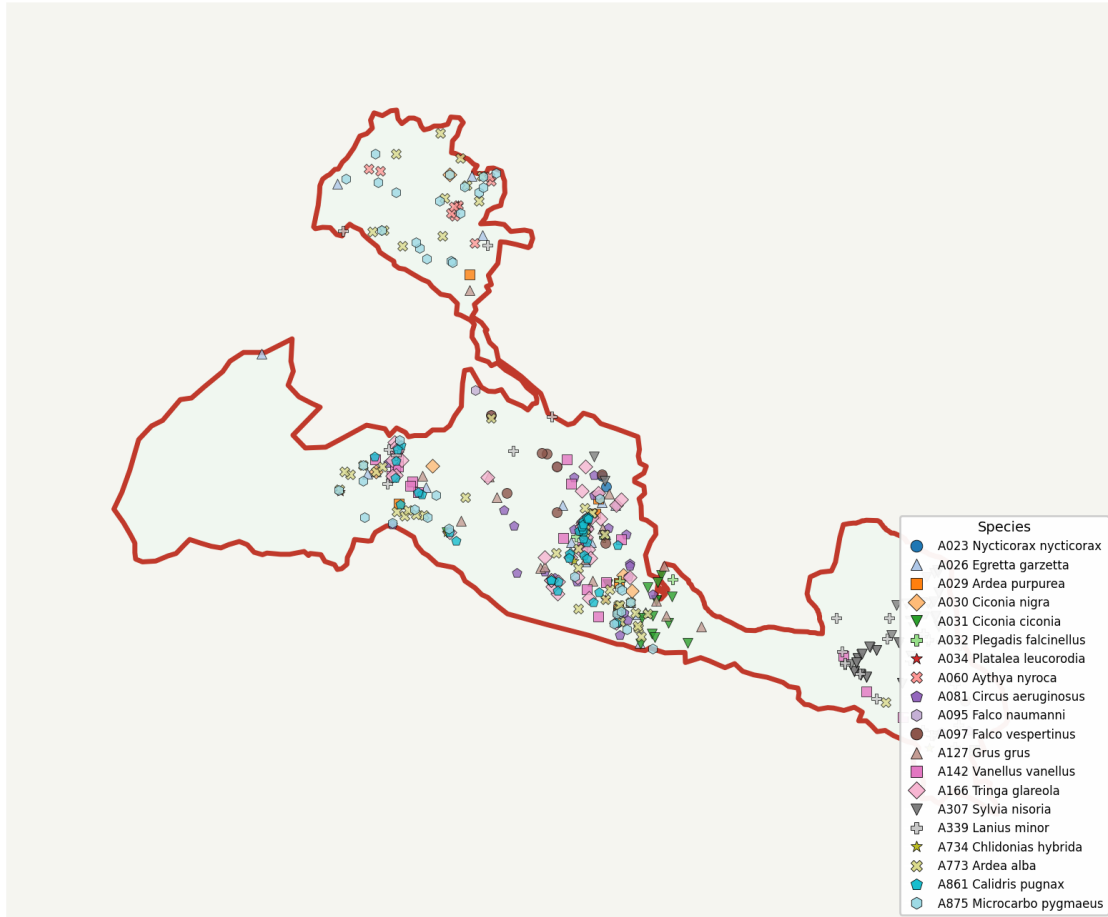 Species
A023 Nycticorax nycticorax
A026 Egretta garzetta
A029 Ardea purpurea
A030 Ciconia nigra
A031 Ciconia ciconia
A032 Plegadis falcinellus
A034 Platalea leucorodia
A060 Aythya nyroca
A081 Circus aeruginosus
A095 Falco naumanni
A097 Falco vespertinus
A127 Grus grus
A142 Vanellus vanellus
A166 Tringa glareola
A307 Sylvia nisoria
A339 Lanius minor
A734 Chlidonias hybrida
A773 Ardea alba
A861 Calidris pugnax
A875 Microcarbo pygmaeus